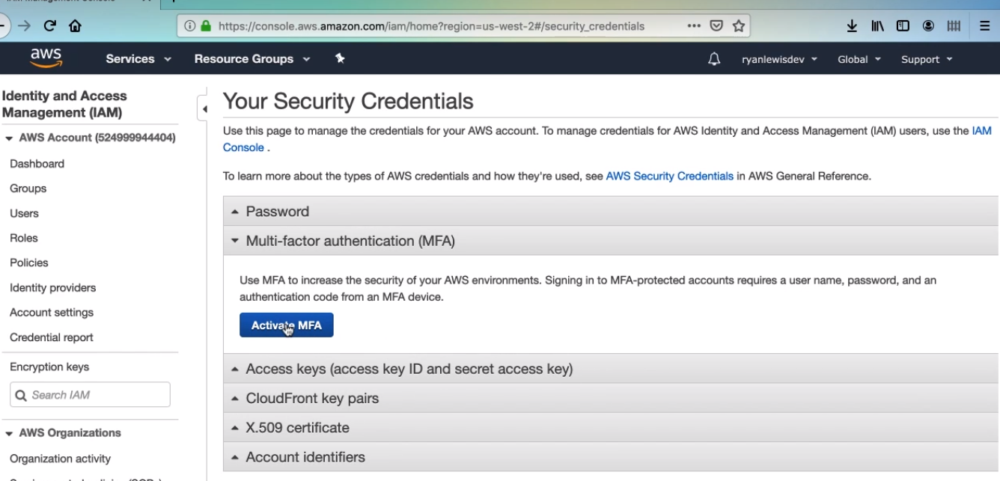 IAM Management Console
https://console.aws.amazon.com/iam/home?region=us-west-2#/security_credentials
aws
Services
Resource Groups
ryanlewisdev
Global
Support
Identity and Access
Management (IAM)
AWS Account (524999944404)
Dashboard
Groups
Users
Roles
Policies
Identity providers
Account settings
Credential report
Encryption keys
Search IAM
AWS Organizations
Organization activity
Your Security Credentials
Use this page to manage the credentials for your AWS account. To manage credentials for AWS Identity and Access Management (IAM) users, use the IAM
Console .
To learn more about the types of AWS credentials and how they're used, see AWS Security Credentials in AWS General Reference.
Password
Multi-factor authentication (MFA)
Use MFA to increase the security of your AWS environments. Signing in to MFA-protected accounts requires a user name, password, and an
authentication code from an MFA device.
Activate MFA
Access keys (access key ID and secret access key)
CloudFront key pairs
X.509 certificate
Account identifiers